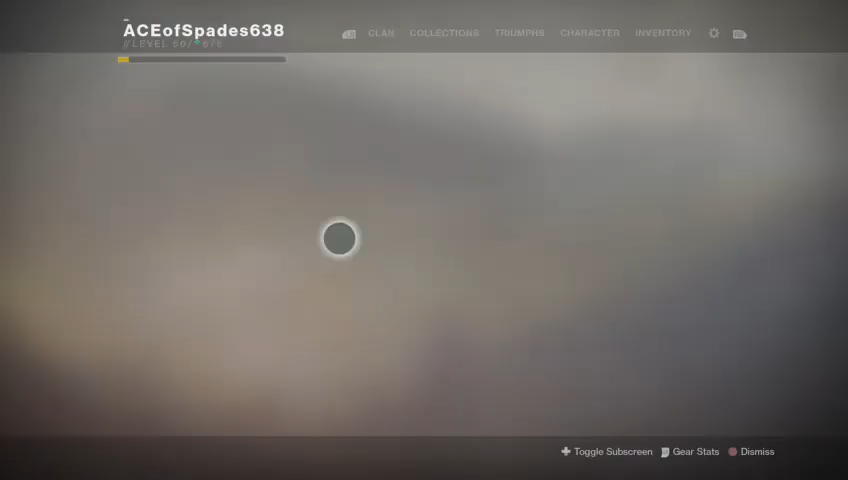 ACEofSpades638
CLAN COLLECTIONS TRIUMPHS CHARACTER INVENTORY
Toggle Subscreen Gear Stats Dismiss